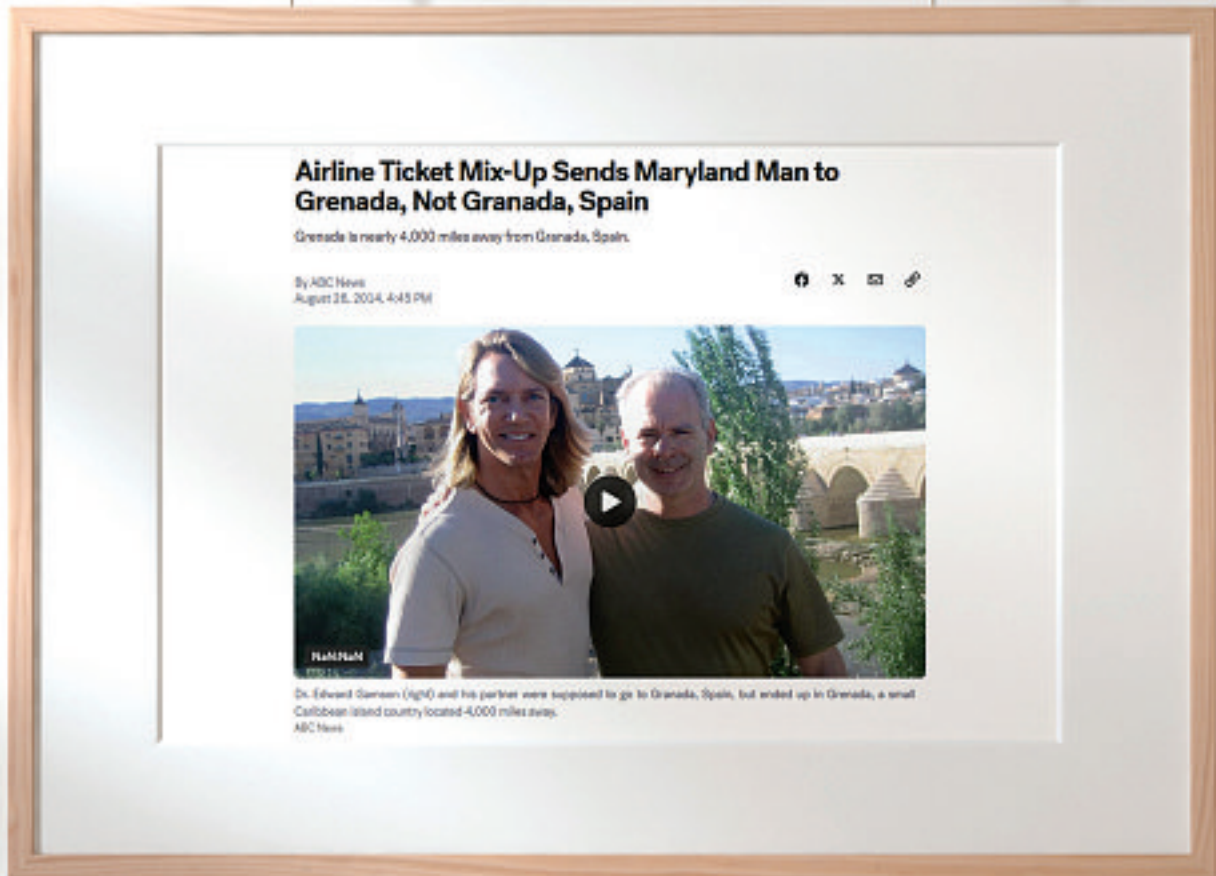 Airline Ticket Mix-Up Sends Maryland Man to
Grenada, Not Granada, Spain
Grenada is nearly 4,000 miles away from Granada, Spain.
By ABC News
August 28, 2014, 4:45 PM
NaN:NaN
Dr. Edward Gamson (right) and his partner were supposed to go to Granada, Spain, but ended up in Grenada, a small
Caribbean island country located 4,000 miles away.
ABC News